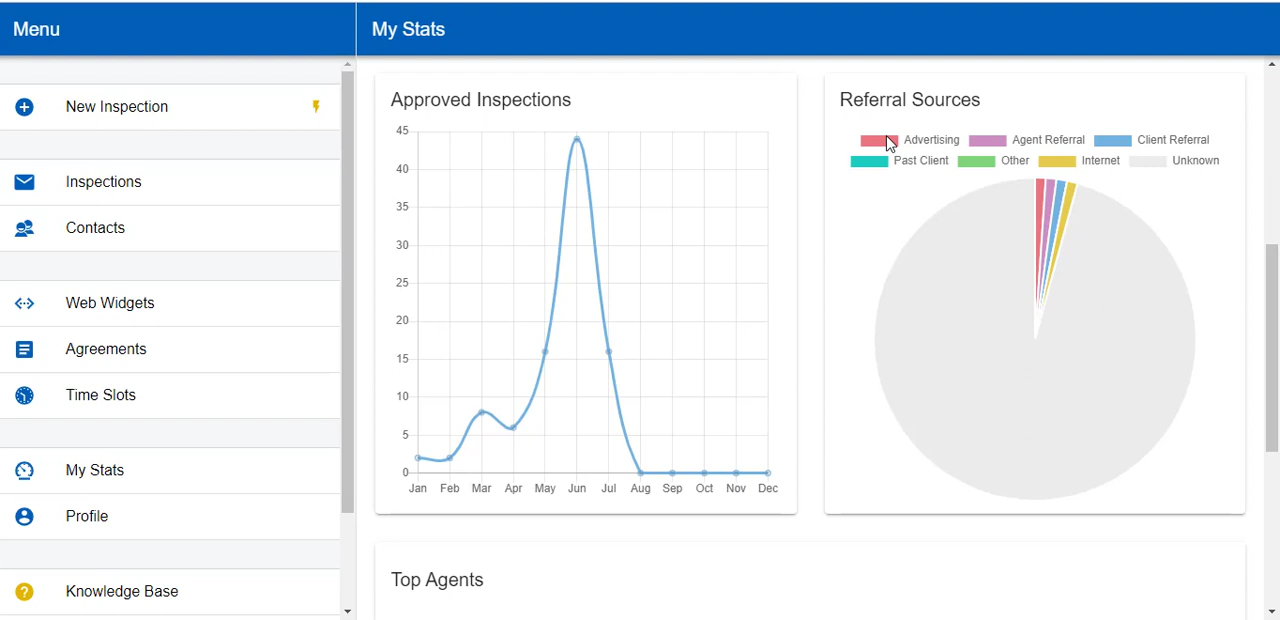 Menu
My Stats
New Inspection
Inspections
Contacts
Web Widgets
Agreements
Time Slots
My Stats
Profile
Knowledge Base
Approved Inspections
45
40
35
30
25
20
15
10
5
0
Jan Feb Mar Apr May Jun Jul Aug Sep Oct Nov Dec
Referral Sources
Advertising Agent Referral Client Referral
Past Client Other Internet Unknown
Top Agents